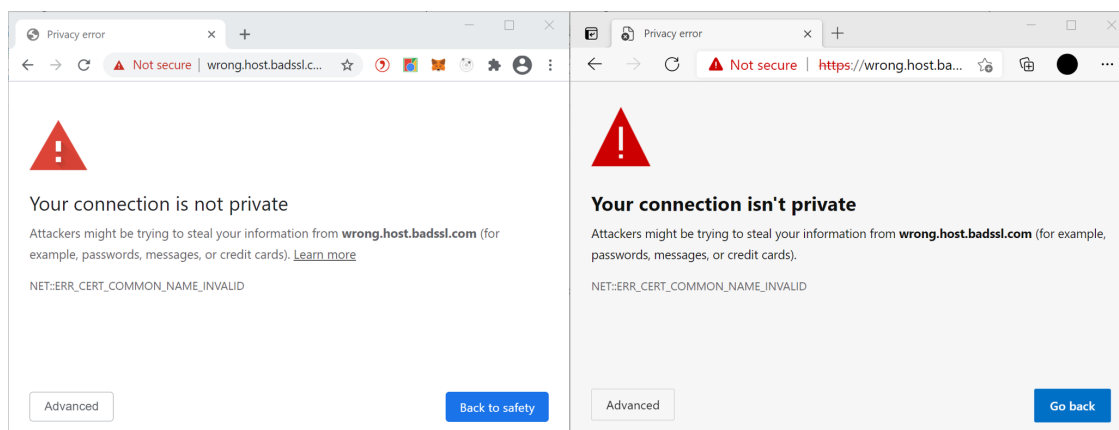 Privacy error
Not secure | wrong.host.badssl.c...
Your connection is not private
Attackers might be trying to steal your information from wrong.host.badssl.com (for
example, passwords, messages, or credit cards). Learn more
NET::ERR_CERT_COMMON_NAME_INVALID
Advanced
Back to safety
Privacy error
Not secure | https://wrong.host.ba...
Your connection isn't private
Attackers might be trying to steal your information from wrong.host.badssl.com (for example,
passwords, messages, or credit cards).
NET::ERR_CERT_COMMON_NAME_INVALID
Advanced
Go back